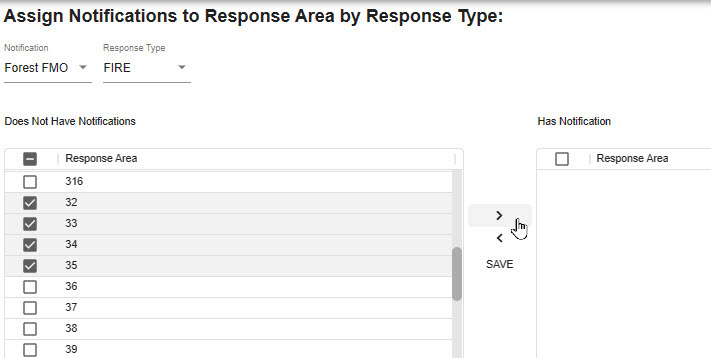 Assign Notifications to Response Area by Response Type:
Notification Response Type
Forest FMO FIRE
Does Not Have Notifications Has Notification
Response Area Response Area
316
32
33
34
35
36
37
38
39
>
<
SAVE